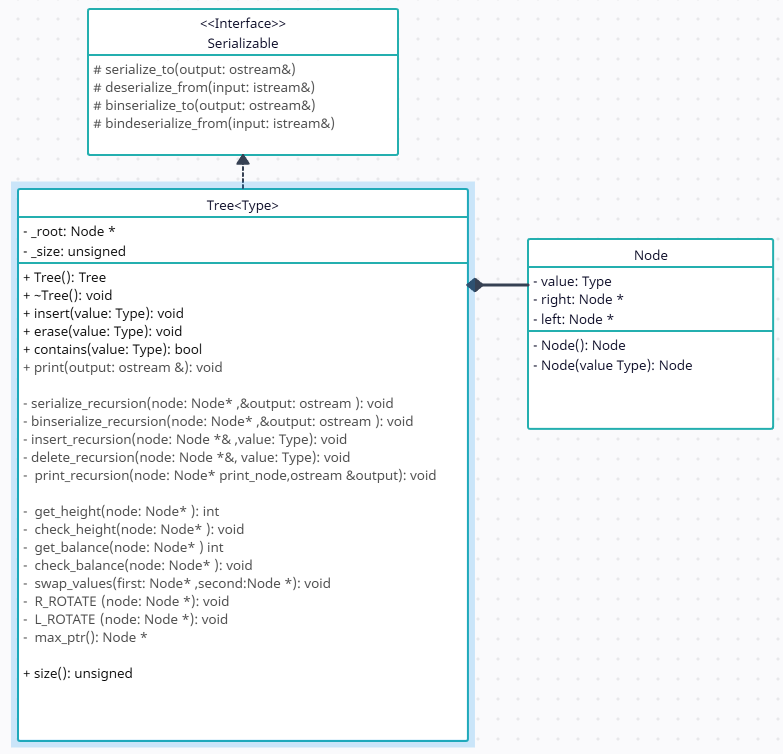 <<Interface>>
Serializable
# serialize_to(output: ostream&)
# deserialize_from(input: istream&)
# binserialize_to(output: ostream&)
# bindeserialize_from(input: istream&)
Tree<Type>
- _root: Node *
- _size: unsigned
+ Tree(): Tree
+ ~Tree(): void
+ insert(value: Type): void
+ erase(value: Type): void
+ contains(value: Type): bool
+ print(output: ostream &): void
- serialize_recursion(node: Node* ,&output: ostream ): void
- binserialize_recursion(node: Node* ,&output: ostream ): void
- insert_recursion(node: Node *& ,value: Type): void
- delete_recursion(node: Node *&, value: Type): void
-  print_recursion(node: Node* print_node,ostream &output): void
-  get_height(node: Node* ): int
-  check_height(node: Node* ): void
-  get_balance(node: Node* ) int
-  check_balance(node: Node* ): void
-  swap_values(first: Node* ,second:Node *): void
-  R_ROTATE (node: Node *): void
-  L_ROTATE (node: Node *): void
-  max_ptr(): Node *
+ size(): unsigned
Node
- value: Type
- right: Node *
- left: Node *
- Node(): Node
- Node(value Type): Node